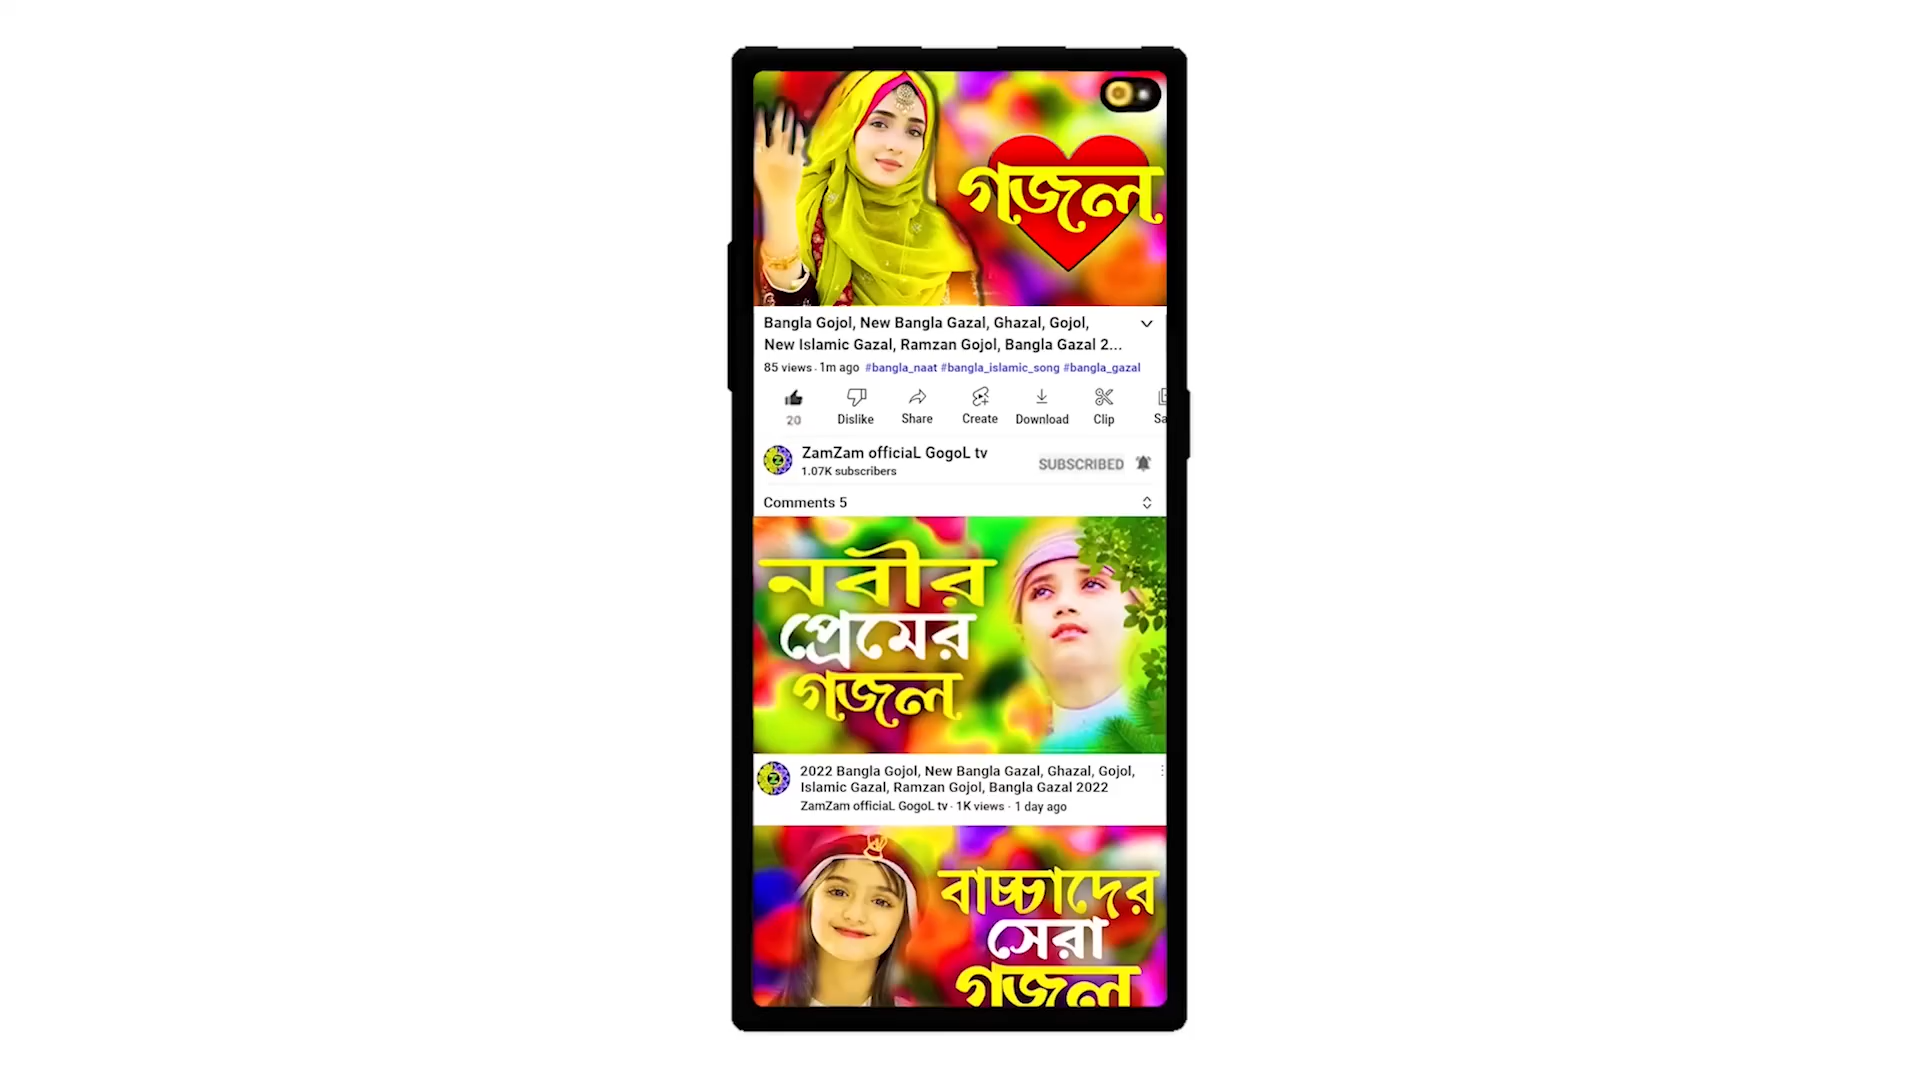 গজল
Bangla Gojol, New Bangla Gazal, Ghazal, Gojol,
New Islamic Gazal, Ramzan Gojol, Bangla Gazal 2...
85 views · 1m ago #bangla_naat #bangla_islamic_song #bangla_gazal
20 Dislike Share Create Download Clip Sa
ZamZam officiaL GogoL tv
1.07K subscribers
SUBSCRIBED
Comments 5
নবীর
প্রেমের
গজল
2022 Bangla Gojol, New Bangla Gazal, Ghazal, Gojol,
Islamic Gazal, Ramzan Gojol, Bangla Gazal 2022
ZamZam officiaL GogoL tv · 1K views · 1 day ago
বাচ্চাদের
সেরা
গজল